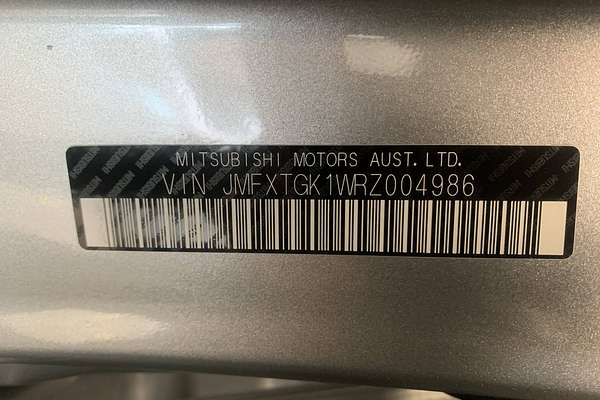 MITSUBISHI MOTORS AUST. LTD.
VIN JMFXTGK1WRZ004986